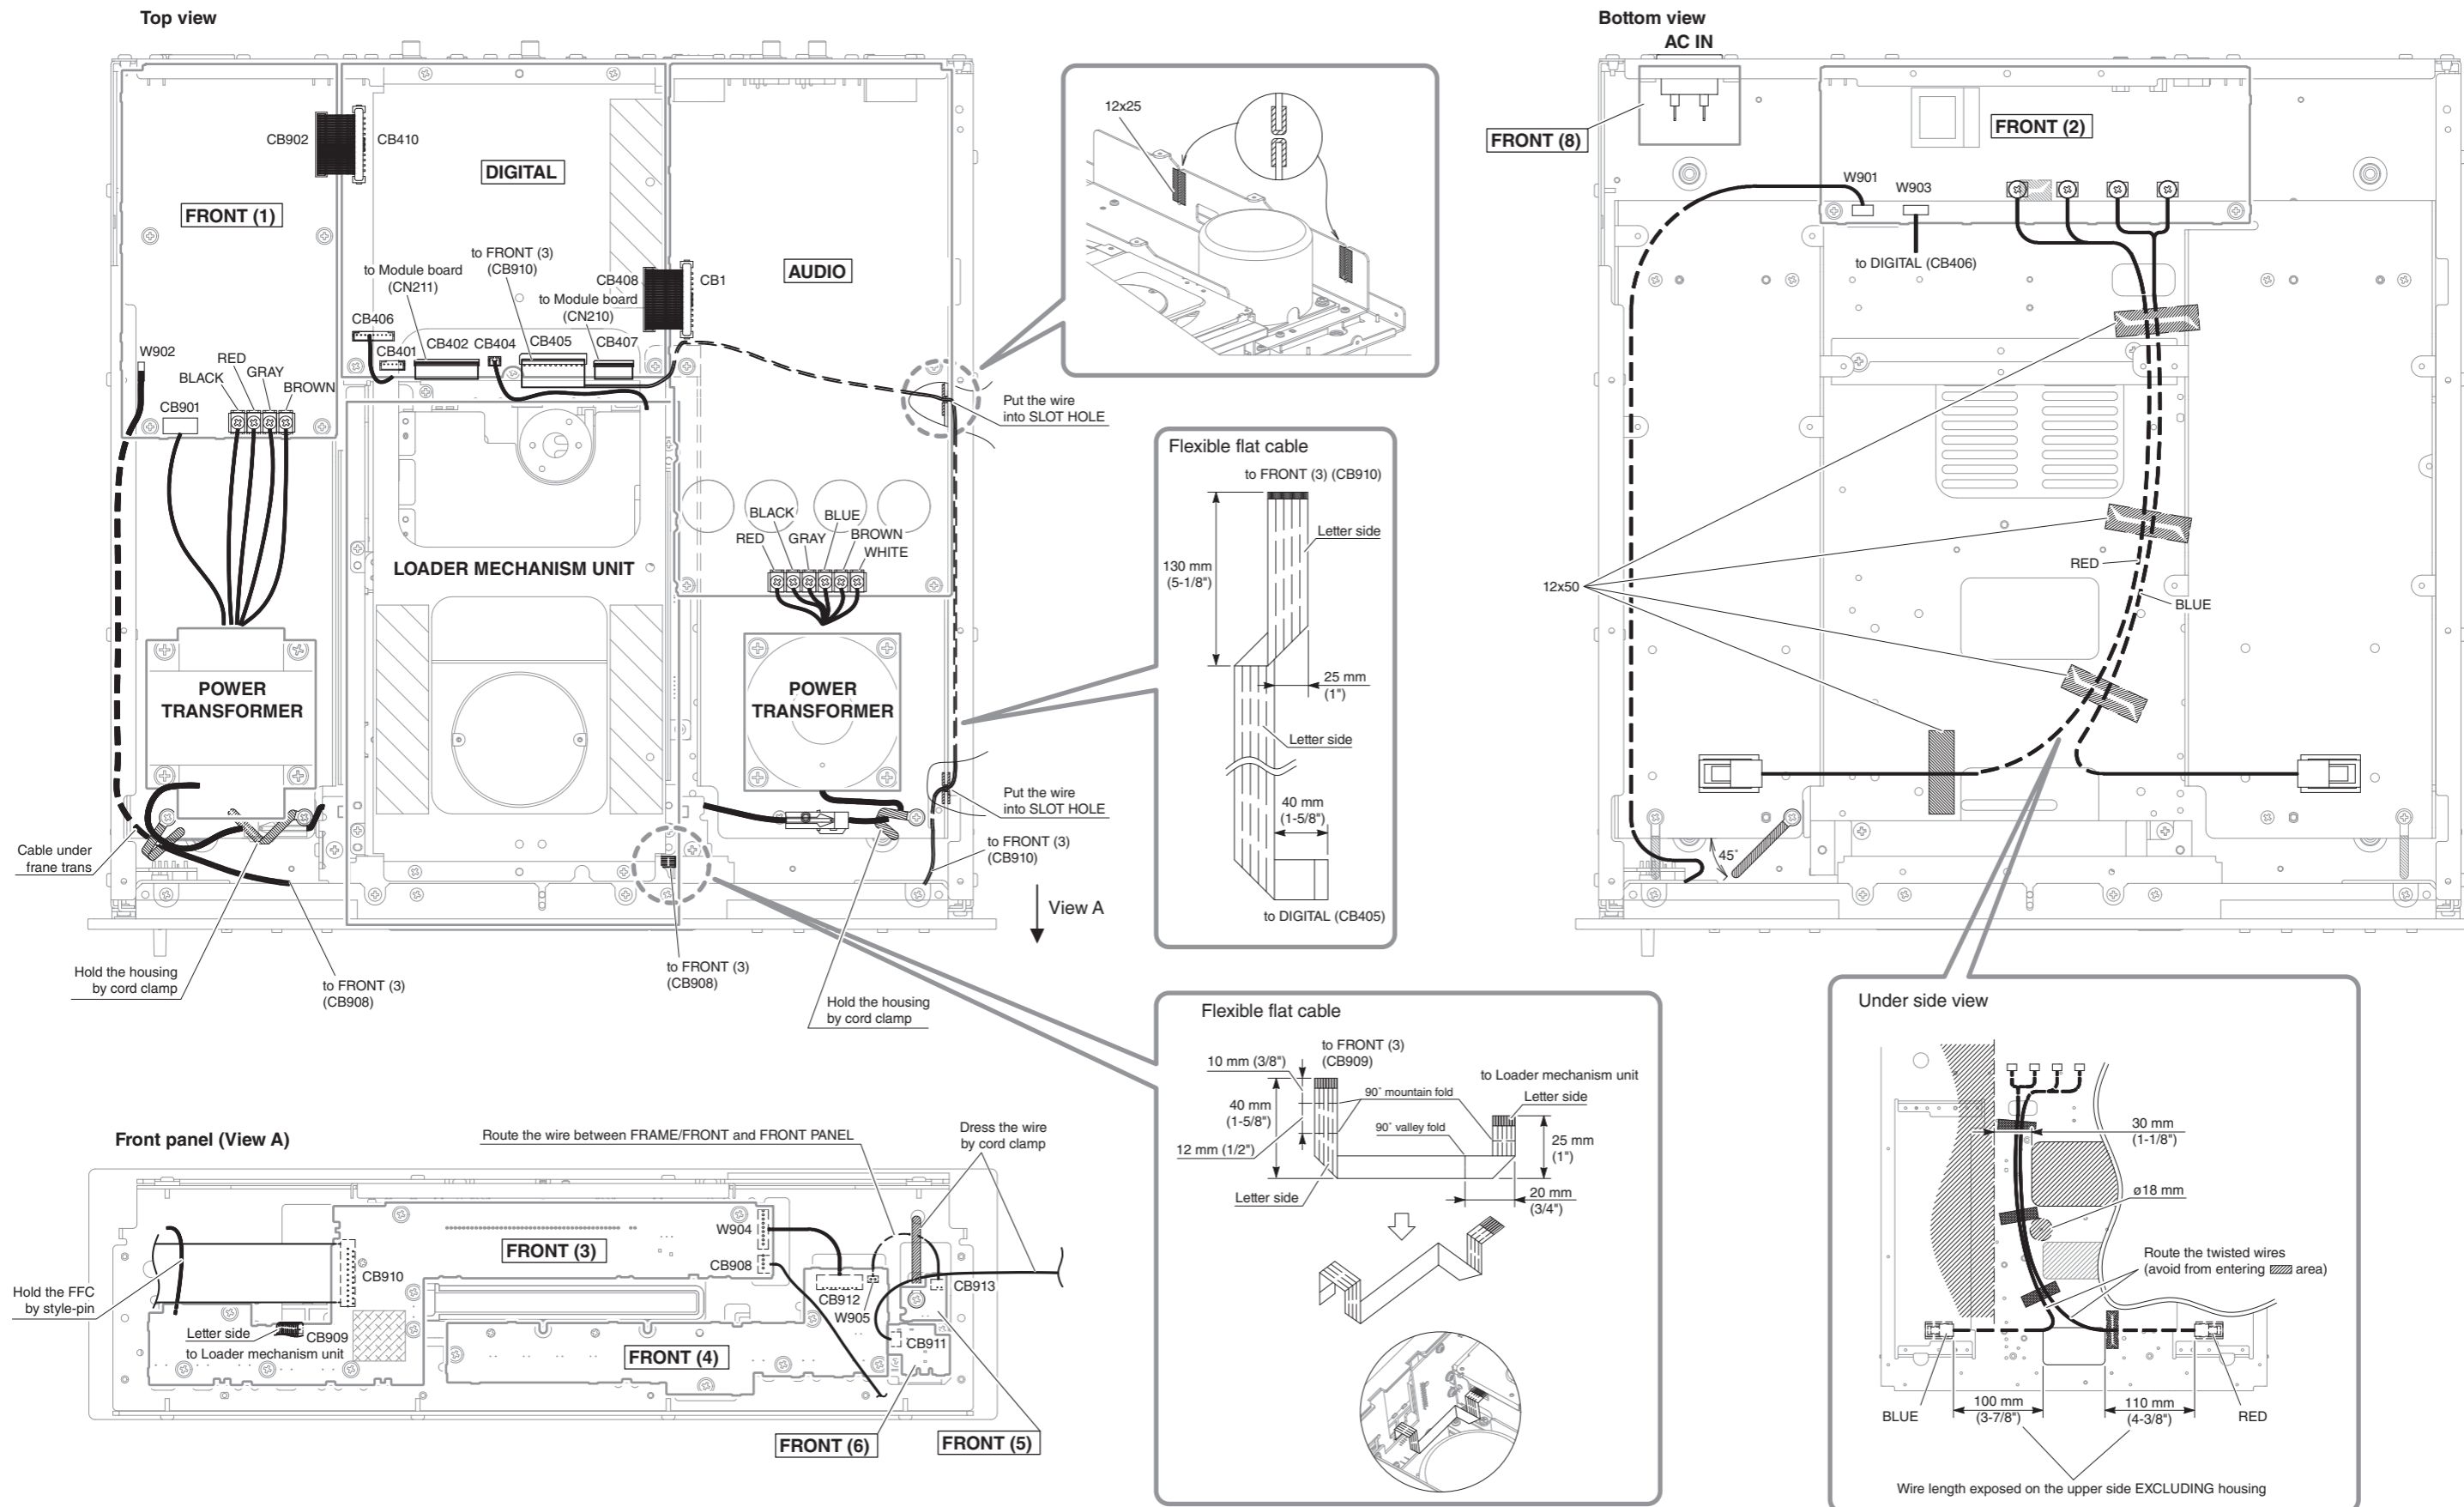 Top view
CB902
CB410
DIGITAL
FRONT (1)
to FRONT (3)
(CB910)
to Module board
(CN211)
CB408
CB1
AUDIO
to Module board
(CN210)
CB406
CB401
CB402
CB404
CB405
CB407
W902
RED
GRAY
BLACK
BROWN
CB901
Put the wire
into SLOT HOLE
BLACK
BLUE
RED
GRAY
BROWN
WHITE
LOADER MECHANISM UNIT
POWER
TRANSFORMER
POWER
TRANSFORMER
Put the wire
into SLOT HOLE
to FRONT (3)
(CB910)
Cable under
frane trans
View A
Hold the housing
by cord clamp
to FRONT (3)
(CB908)
to FRONT (3)
(CB908)
Hold the housing
by cord clamp
12x25
Flexible flat cable
to FRONT (3) (CB910)
Letter side
130 mm
(5-1/8")
25 mm
(1")
Letter side
40 mm
(1-5/8")
to DIGITAL (CB405)
Flexible flat cable
to FRONT (3)
(CB909)
10 mm (3/8")
to Loader mechanism unit
90˚ mountain fold
Letter side
40 mm
(1-5/8")
90˚ valley fold
12 mm (1/2")
25 mm
(1")
Letter side
20 mm
(3/4")
Front panel (View A)
Route the wire between FRAME/FRONT and FRONT PANEL
Dress the wire
by cord clamp
W904
FRONT (3)
CB908
CB910
Hold the FFC
by style-pin
CB912
CB913
W905
Letter side
CB909
to Loader mechanism unit
CB911
FRONT (4)
FRONT (6)
FRONT (5)
Bottom view
AC IN
FRONT (8)
FRONT (2)
W901
W903
to DIGITAL (CB406)
RED
12x50
BLUE
45˚
Under side view
30 mm
(1-1/8")
ø18 mm
Route the twisted wires
(avoid from entering area)
100 mm
(3-7/8")
110 mm
(4-3/8")
BLUE
RED
Wire length exposed on the upper side EXCLUDING housing